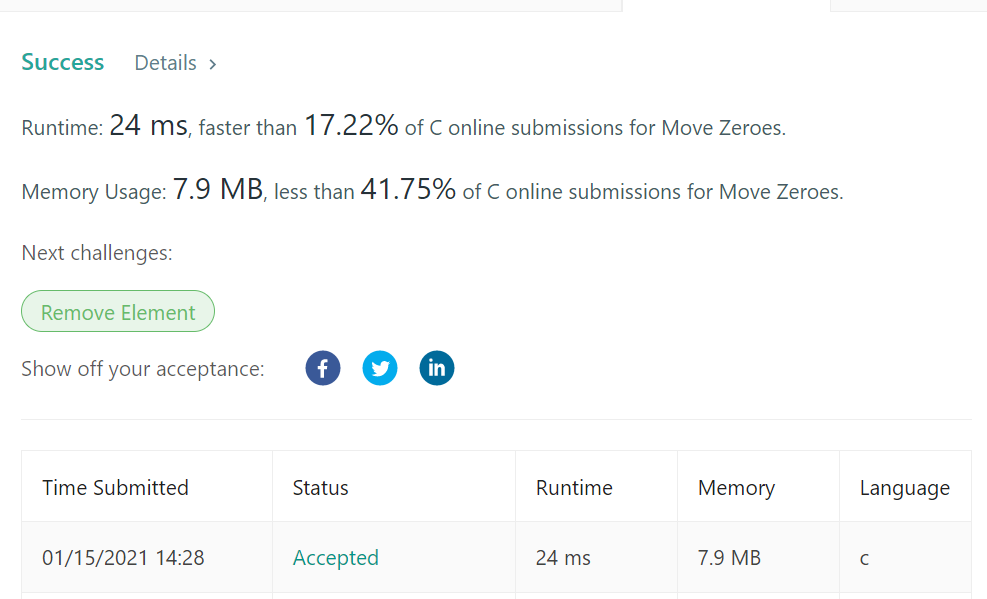 Success Details >
Runtime: 24 ms, faster than 17.22% of C online submissions for Move Zeroes.
Memory Usage: 7.9 MB, less than 41.75% of C online submissions for Move Zeroes.
Next challenges:
Remove Element
Show off your acceptance:
Time Submitted Status Runtime Memory Language
01/15/2021 14:28 Accepted 24 ms 7.9 MB c